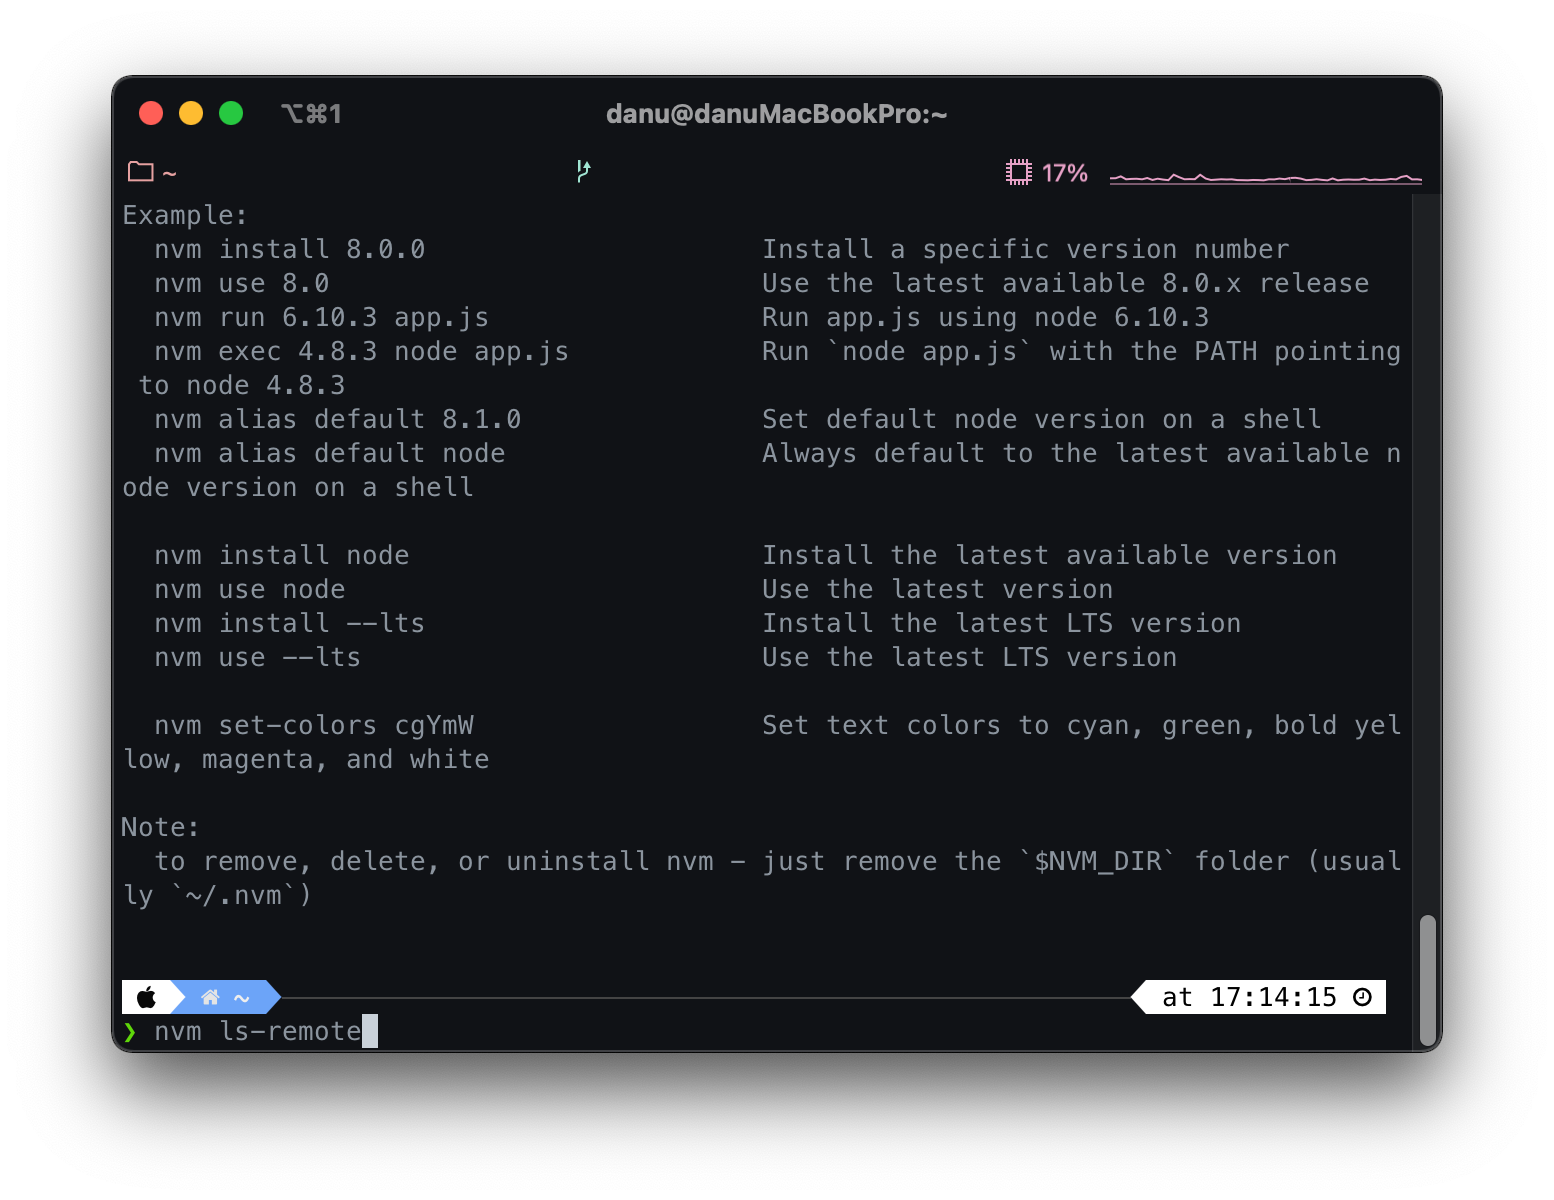 ⌥⌘1 danu@danuMacBookPro:~
~ 17%
Example:
  nvm install 8.0.0                     Install a specific version number
  nvm use 8.0                           Use the latest available 8.0.x release
  nvm run 6.10.3 app.js                 Run app.js using node 6.10.3
  nvm exec 4.8.3 node app.js            Run `node app.js` with the PATH pointing
 to node 4.8.3
  nvm alias default 8.1.0               Set default node version on a shell
  nvm alias default node                Always default to the latest available n
ode version on a shell
  nvm install node                      Install the latest available version
  nvm use node                          Use the latest version
  nvm install --lts                     Install the latest LTS version
  nvm use --lts                         Use the latest LTS version
  nvm set-colors cgYmW                  Set text colors to cyan, green, bold yel
low, magenta, and white
Note:
  to remove, delete, or uninstall nvm - just remove the `$NVM_DIR` folder (usual
ly `~/.nvm`)
~ at 17:14:15
❯ nvm ls-remote